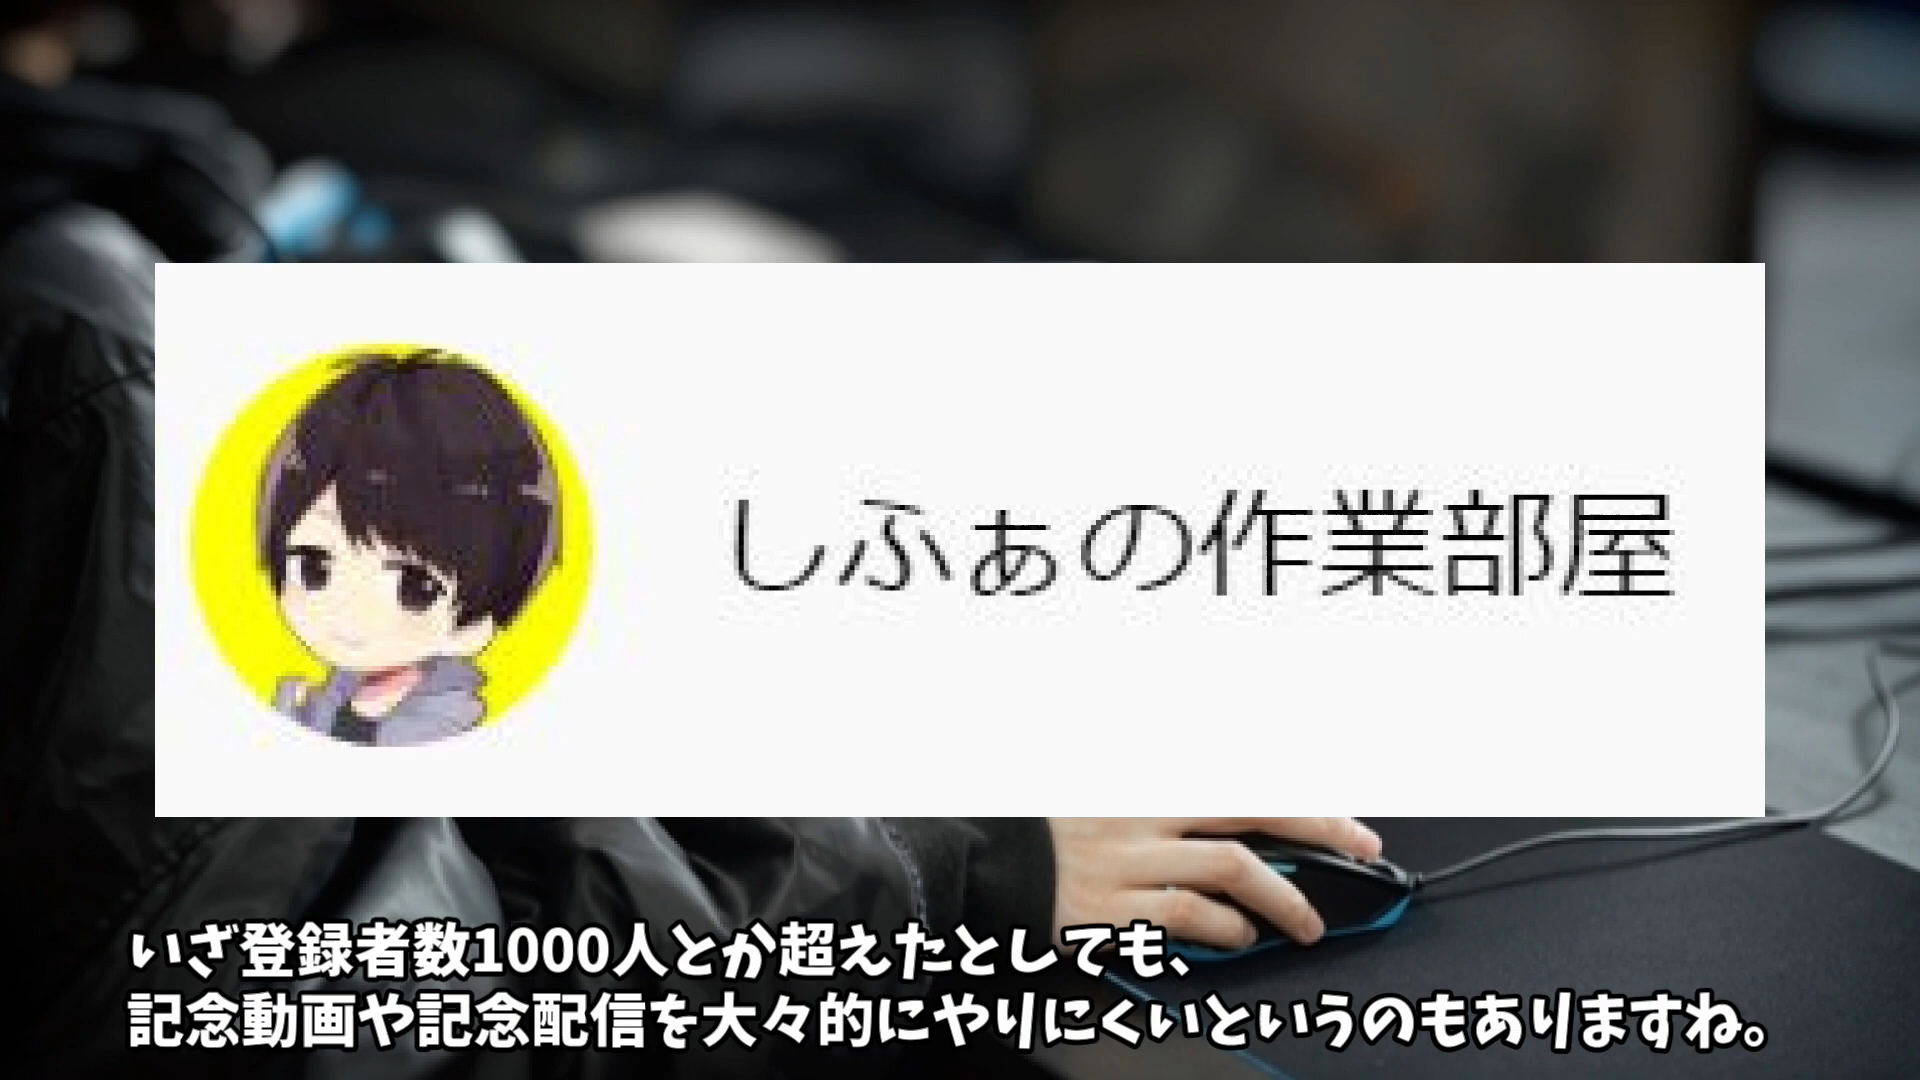 しふぁの作業部屋
いざ登録者数1000人とか超えたとしても、
記念動画や記念配信を大々的にやりにくいというのもありますね。